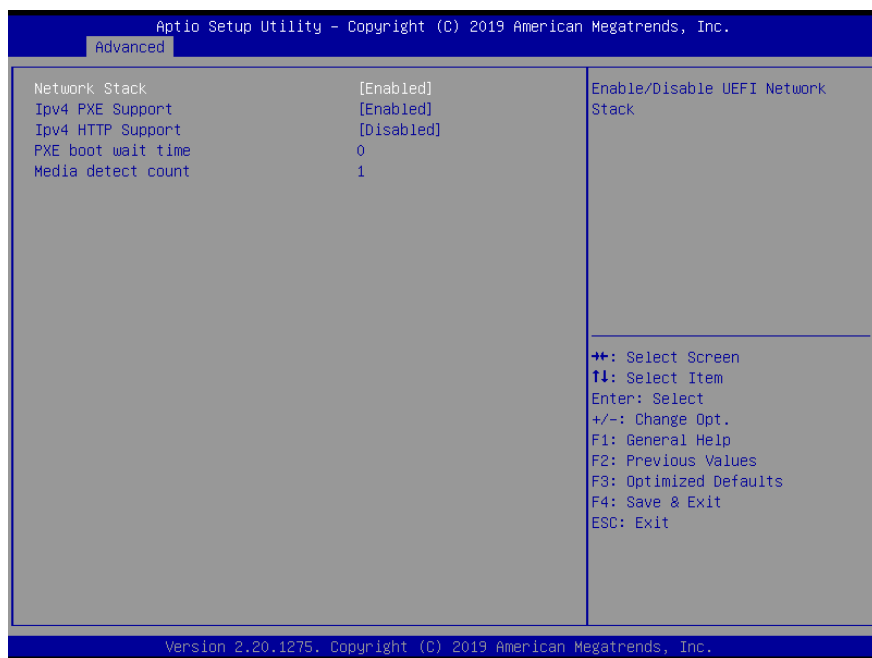 Aptio Setup Utility – Copyright (C) 2019 American Megatrends, Inc.
Advanced
Network Stack [Enabled]
Ipv4 PXE Support [Enabled]
Ipv4 HTTP Support [Disabled]
PXE boot wait time 0
Media detect count 1
Enable/Disable UEFI Network
Stack
→←: Select Screen
↑↓: Select Item
Enter: Select
+/-: Change Opt.
F1: General Help
F2: Previous Values
F3: Optimized Defaults
F4: Save & Exit
ESC: Exit
Version 2.20.1275. Copyright (C) 2019 American Megatrends, Inc.